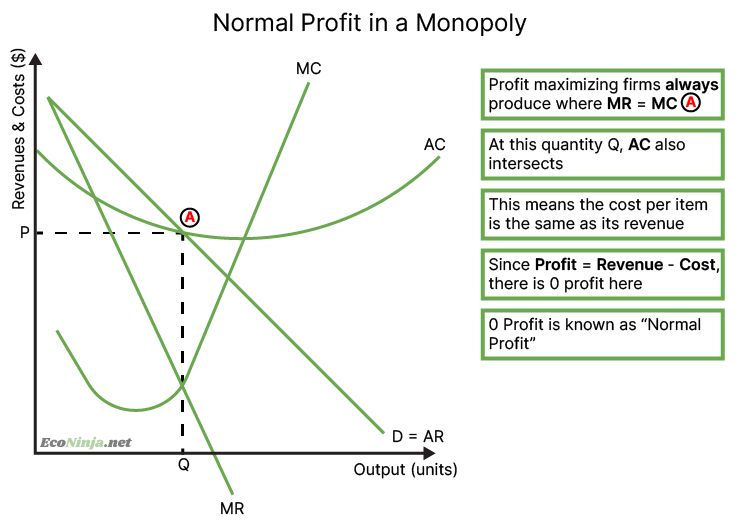 Normal Profit in a Monopoly
Revenues & Costs ($)
MC
AC
A
P
Q
D = AR
Output (units)
MR
EcoNinja.net
Profit maximizing firms always
produce where MR = MC A
At this quantity Q, AC also
intersects
This means the cost per item
is the same as its revenue
Since Profit = Revenue - Cost,
there is 0 profit here
0 Profit is known as “Normal
Profit”